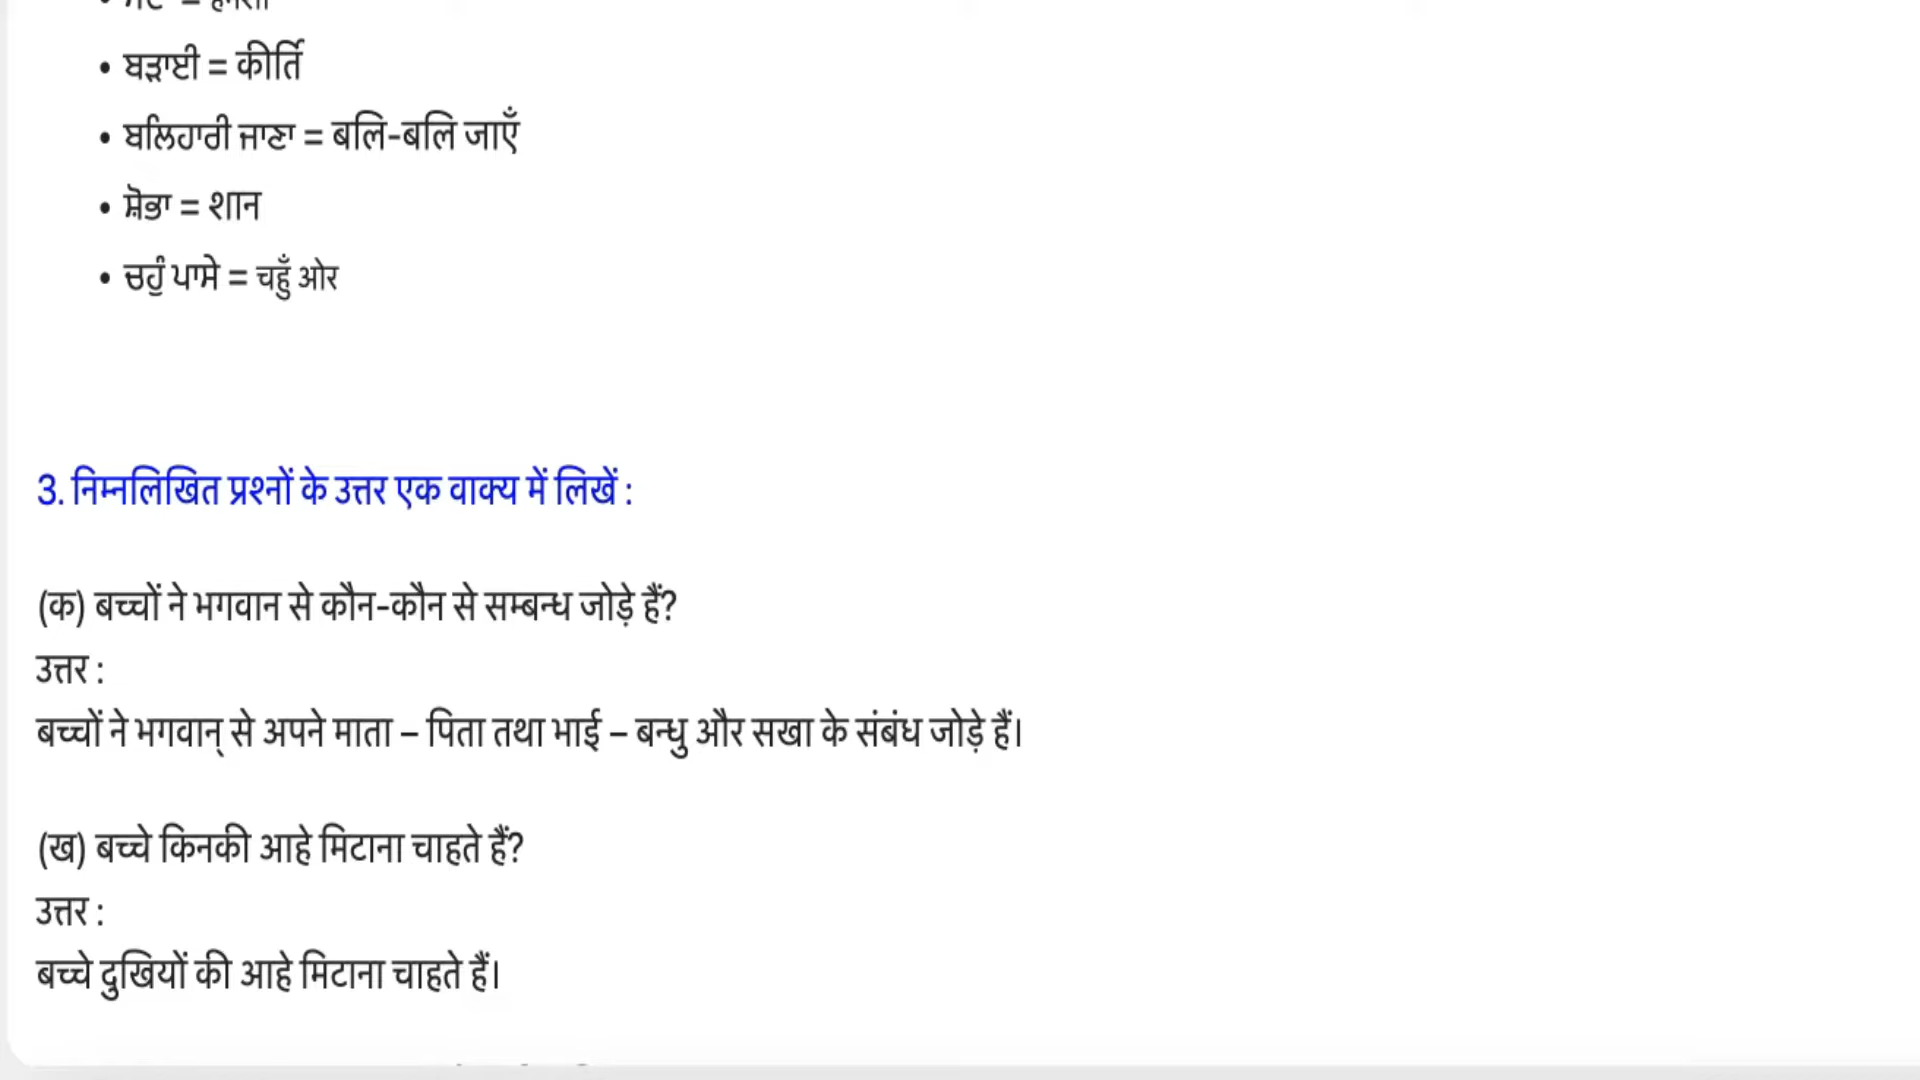 • ਬੜਾਈ = कीर्ति
• ਬਲਿਹਾਰੀ ਜਾਣਾ = बलि-बलि जाएँ
• ਸ਼ੋਭਾ = शान
• ਚਹੁੰ ਪਾਸੇ = चहुँ ओर
3. निम्नलिखित प्रश्नों के उत्तर एक वाक्य में लिखें :
(क) बच्चों ने भगवान से कौन-कौन से सम्बन्ध जोड़े हैं?
उत्तर :
बच्चों ने भगवान् से अपने माता – पिता तथा भाई – बन्धु और सखा के संबंध जोड़े हैं।
(ख) बच्चे किनकी आहे मिटाना चाहते हैं?
उत्तर :
बच्चे दुखियों की आहे मिटाना चाहते हैं।